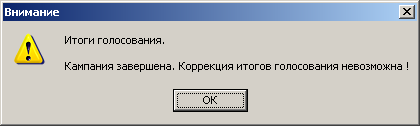 Внимание
Итоги голосования.
Кампания завершена. Коррекция итогов голосования невозможна !
OK